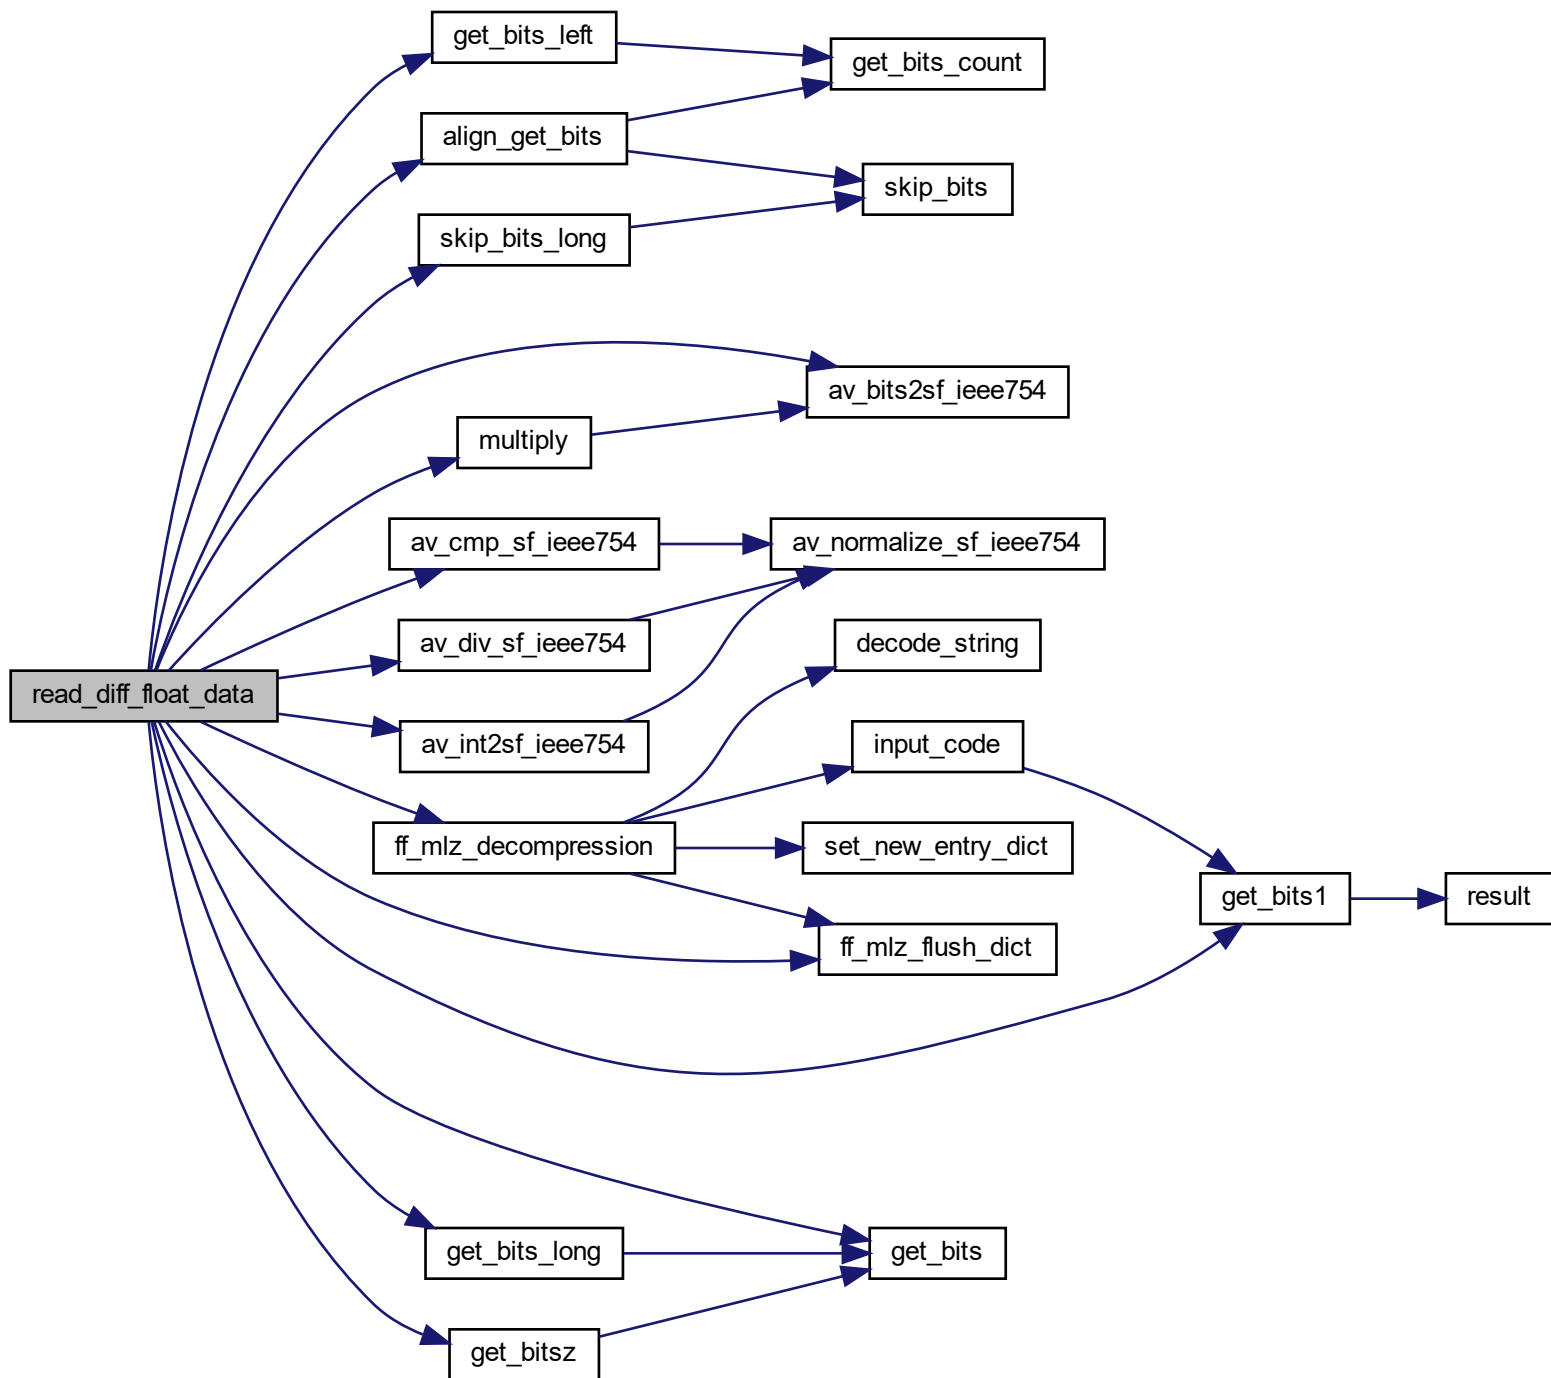 get_bits_left
get_bits_count
align_get_bits
skip_bits
skip_bits_long
av_bits2sf_ieee754
multiply
av_cmp_sf_ieee754
av_normalize_sf_ieee754
av_div_sf_ieee754
decode_string
read_diff_float_data
av_int2sf_ieee754
input_code
ff_mlz_decompression
set_new_entry_dict
get_bits1
result
ff_mlz_flush_dict
get_bits_long
get_bits
get_bitsz